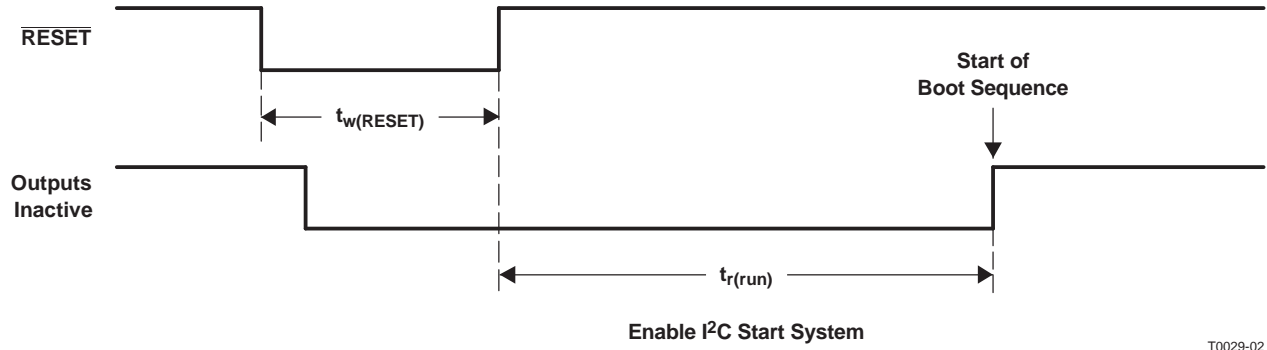 RESET
Start of
Boot Sequence
tw(RESET)
Outputs
Inactive
tr(run)
Enable I2C Start System
T0029-02